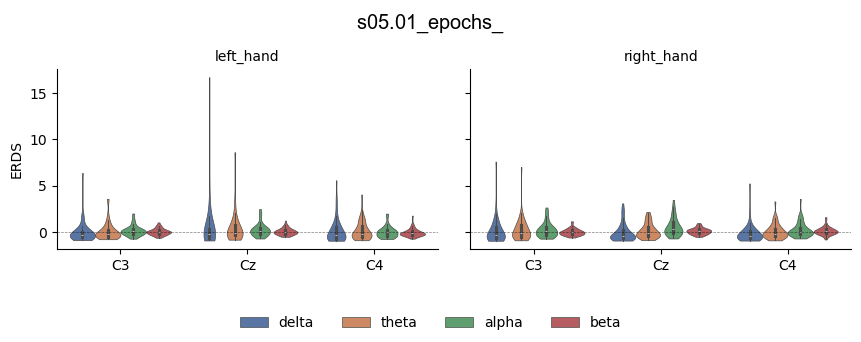 s05.01_epochs_
left_hand
right_hand
ERDS
15
10
5
0
C3
Cz
C4
C3
Cz
C4
delta
theta
alpha
beta